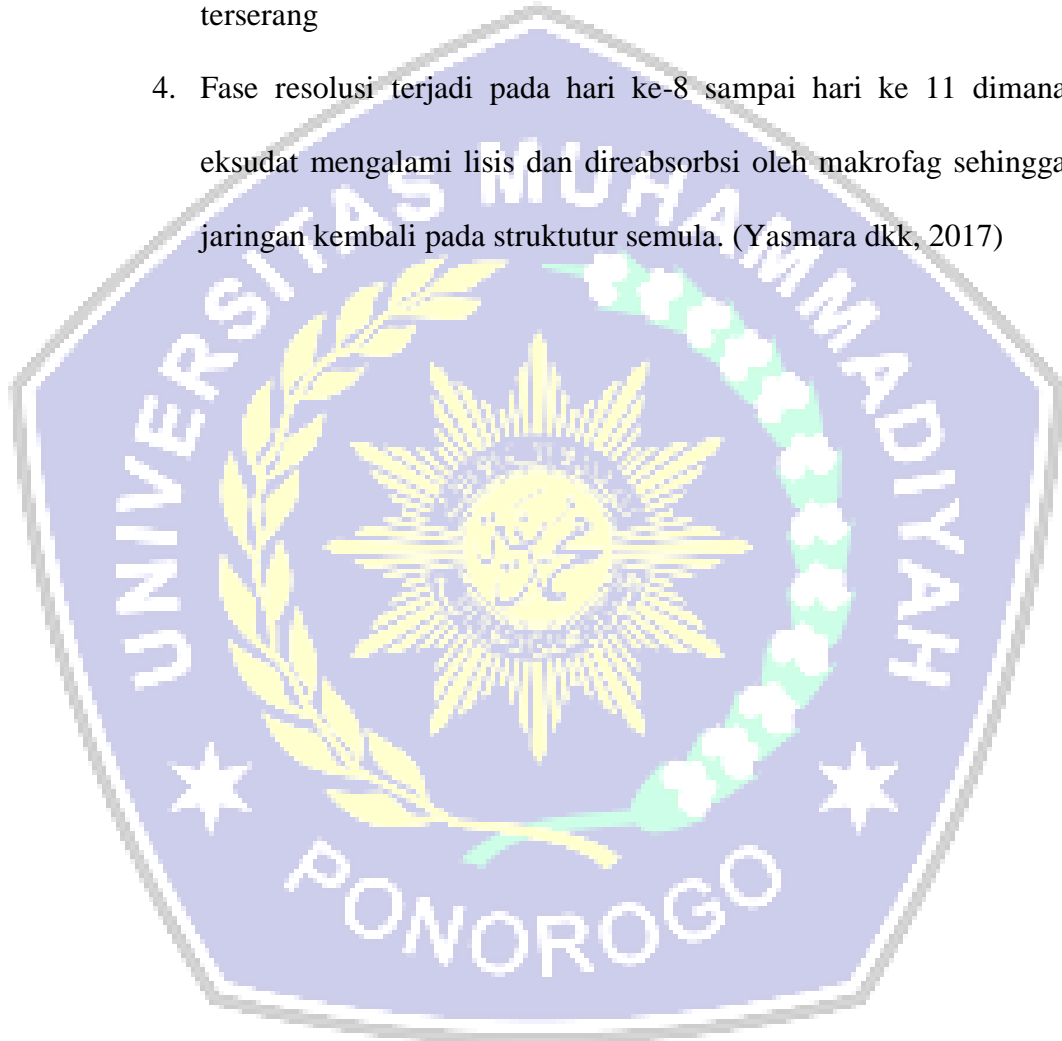 terserang
4. Fase resolusi terjadi pada hari ke-8 sampai hari ke 11 dimana
eksudat mengalami lisis dan direabsorbsi oleh makrofag sehingga
jaringan kembali pada struktutur semula. (Yasmara dkk, 2017)
UNIVERSITAS MUHAMMADIYAH
PONOROGO